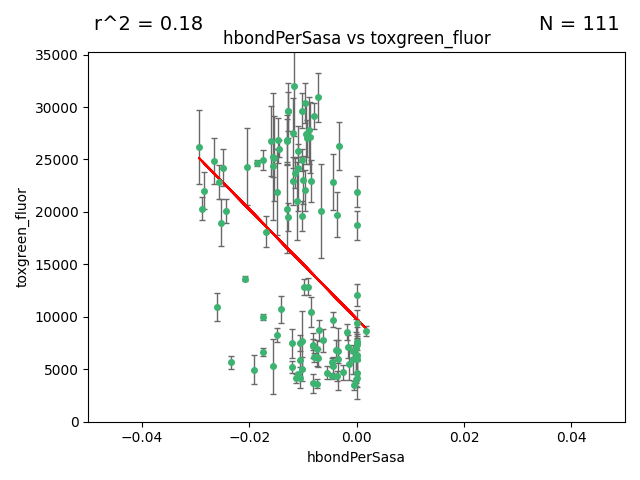 r^2 = 0.18
N = 111
hbondPerSasa vs toxgreen_fluor
35000
30000
25000
20000
15000
10000
5000
0
toxgreen_fluor
−0.04
−0.02
0.00
0.02
0.04
hbondPerSasa